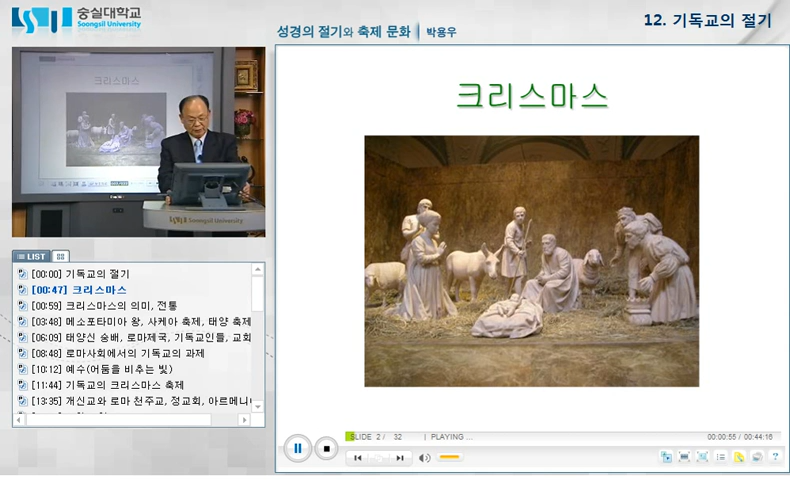 숭실대학교
Soongsil University
성경의 절기와 축제 문화 | 박용우
12. 기독교의 절기
크리스마스
크리스마스
Soongsil University
LIST
[00:00] 기독교의 절기
[00:47] 크리스마스
[00:59] 크리스마스의 의미, 전통
[03:48] 메소포타미아 왕, 사케아 축제, 태양 축제
[06:09] 태양신 숭배, 로마제국, 기독교인들, 교회
[08:48] 로마사회에서의 기독교의 과제
[10:12] 예수(어둠을 비추는 빛)
[11:44] 기독교의 크리스마스 축제
[13:35] 개신교와 로마 천주교, 정교회, 아르메니
SLIDE 2 / 32 | PLAYING ...
00:00:55 / 00:44:16